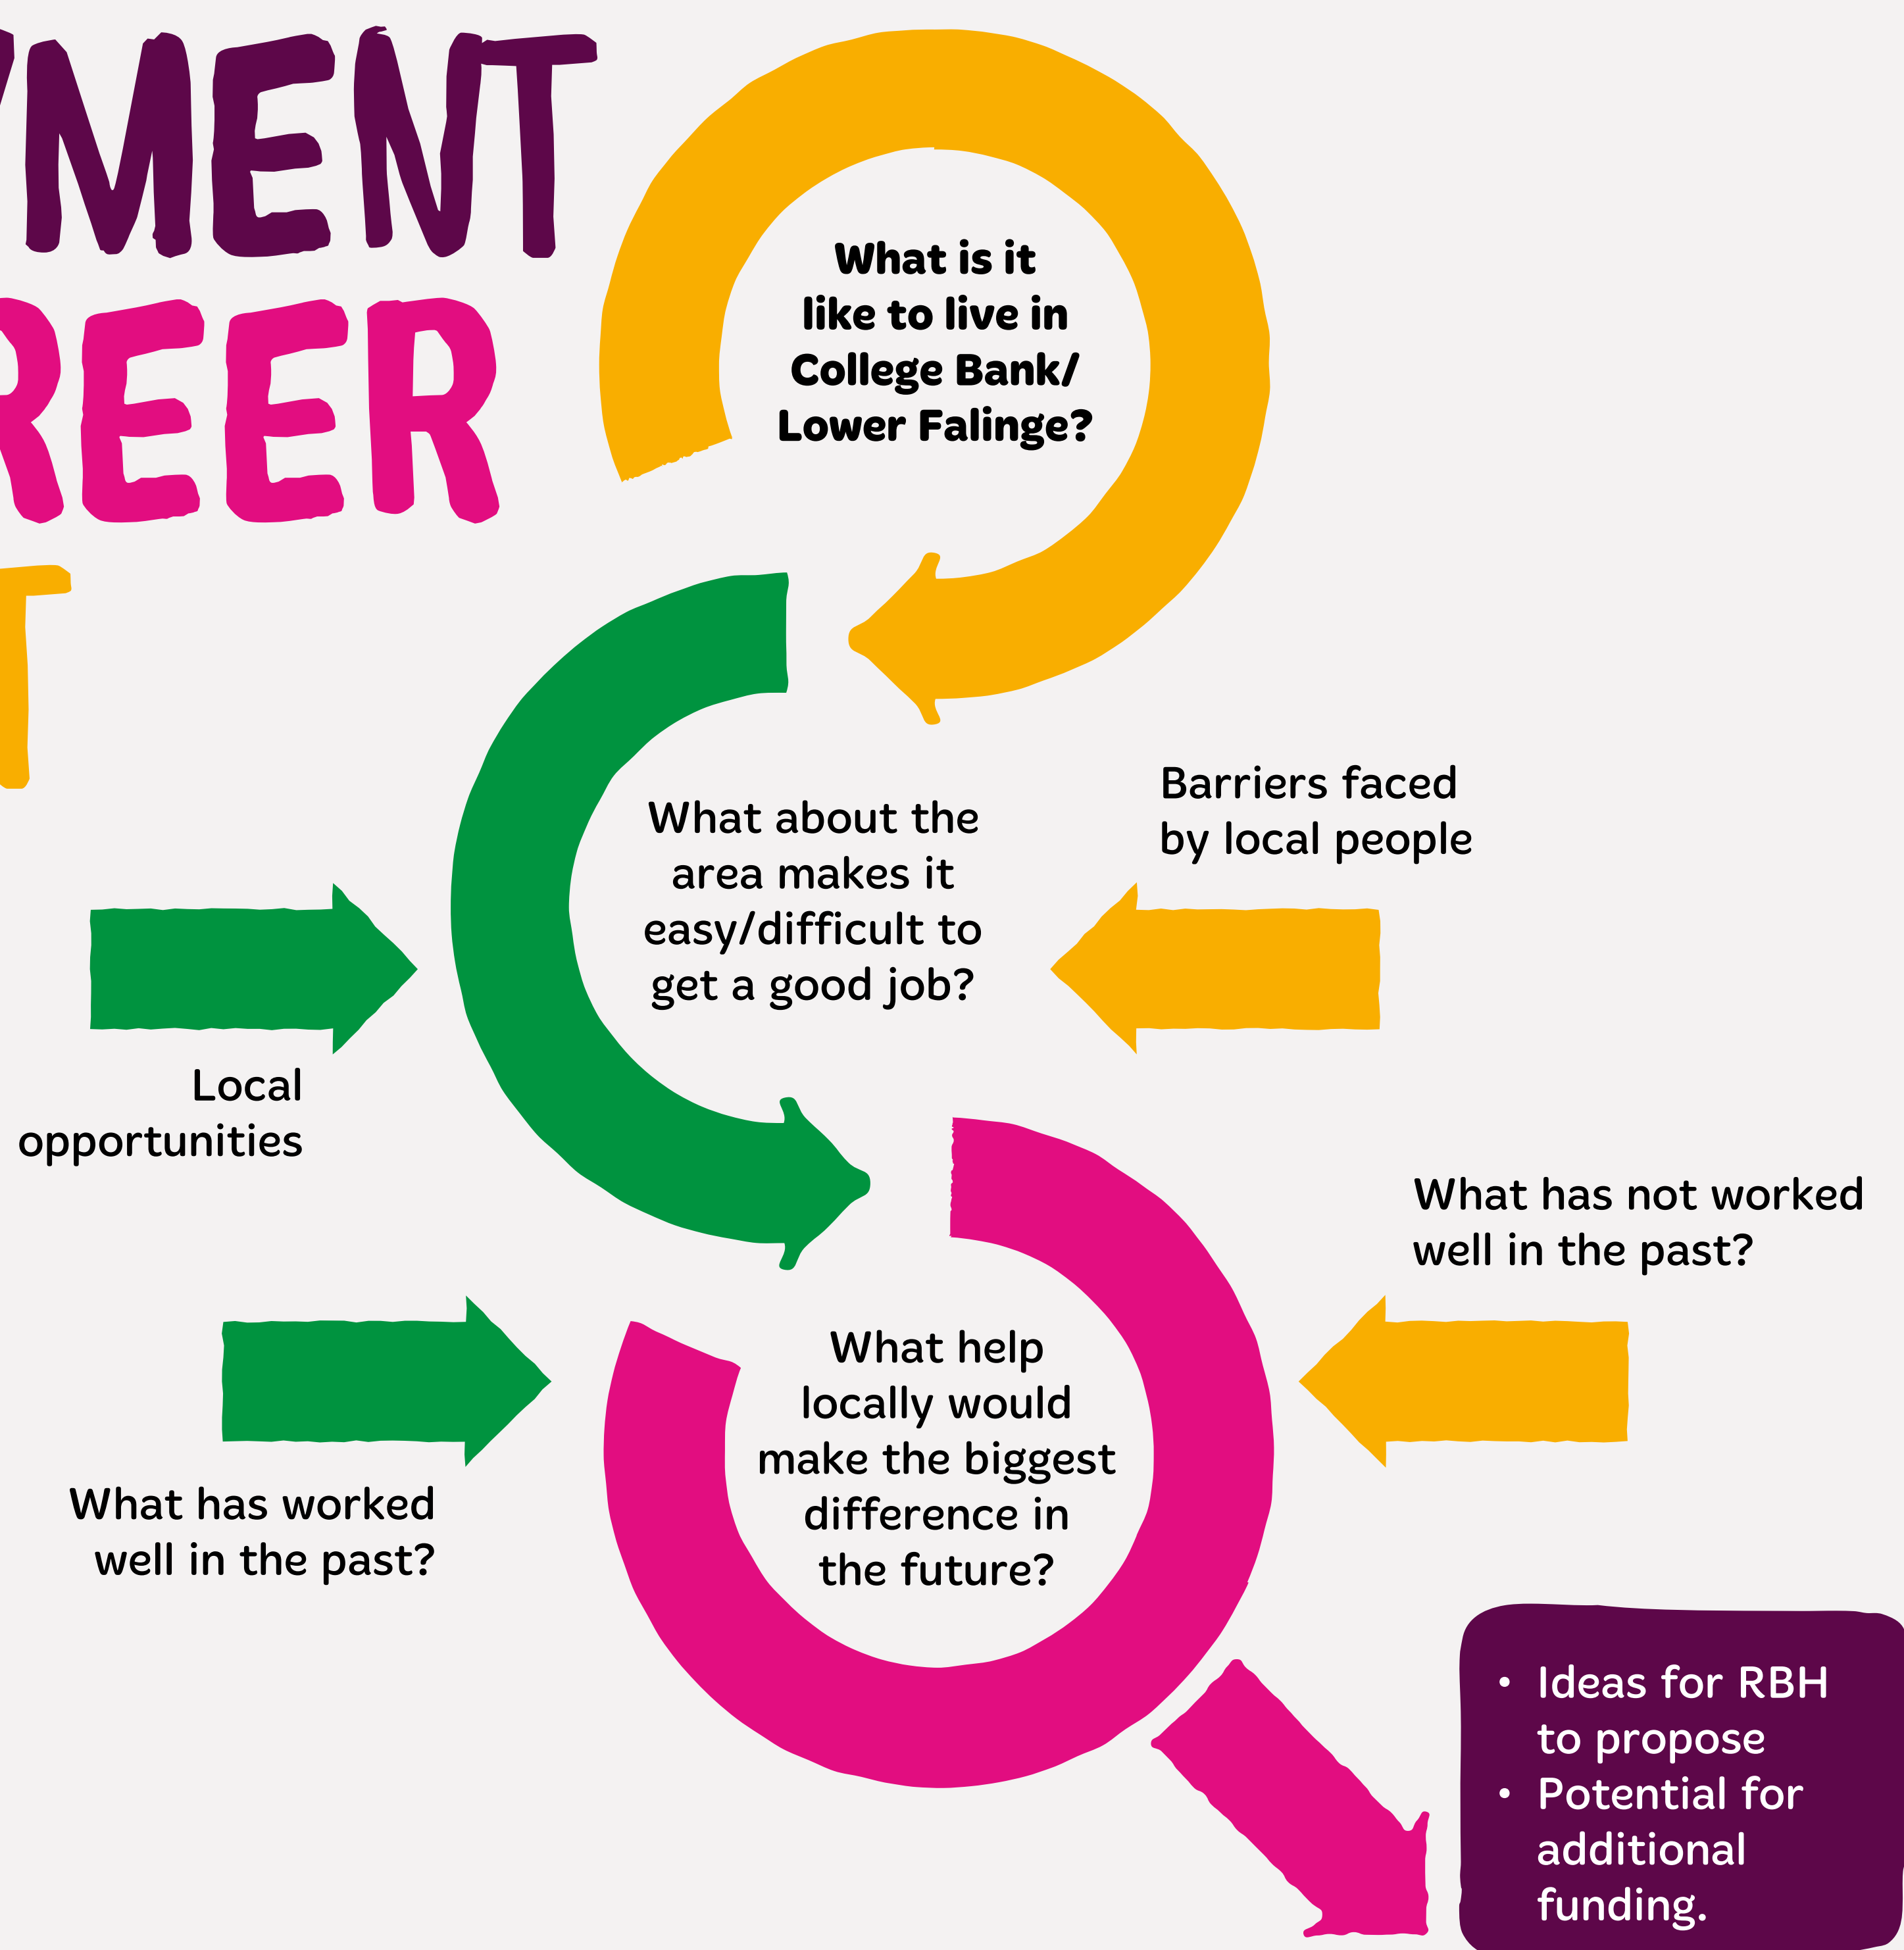 MENT
REER
T
What is it
like to live in
College Bank/
Lower Falinge?
What about the
area makes it
easy/difficult to
get a good job?
Barriers faced
by local people
Local
opportunities
What has not worked
well in the past?
What help
locally would
make the biggest
difference in
the future?
What has worked
well in the past?
• Ideas for RBH
to propose
• Potential for
additional
funding.